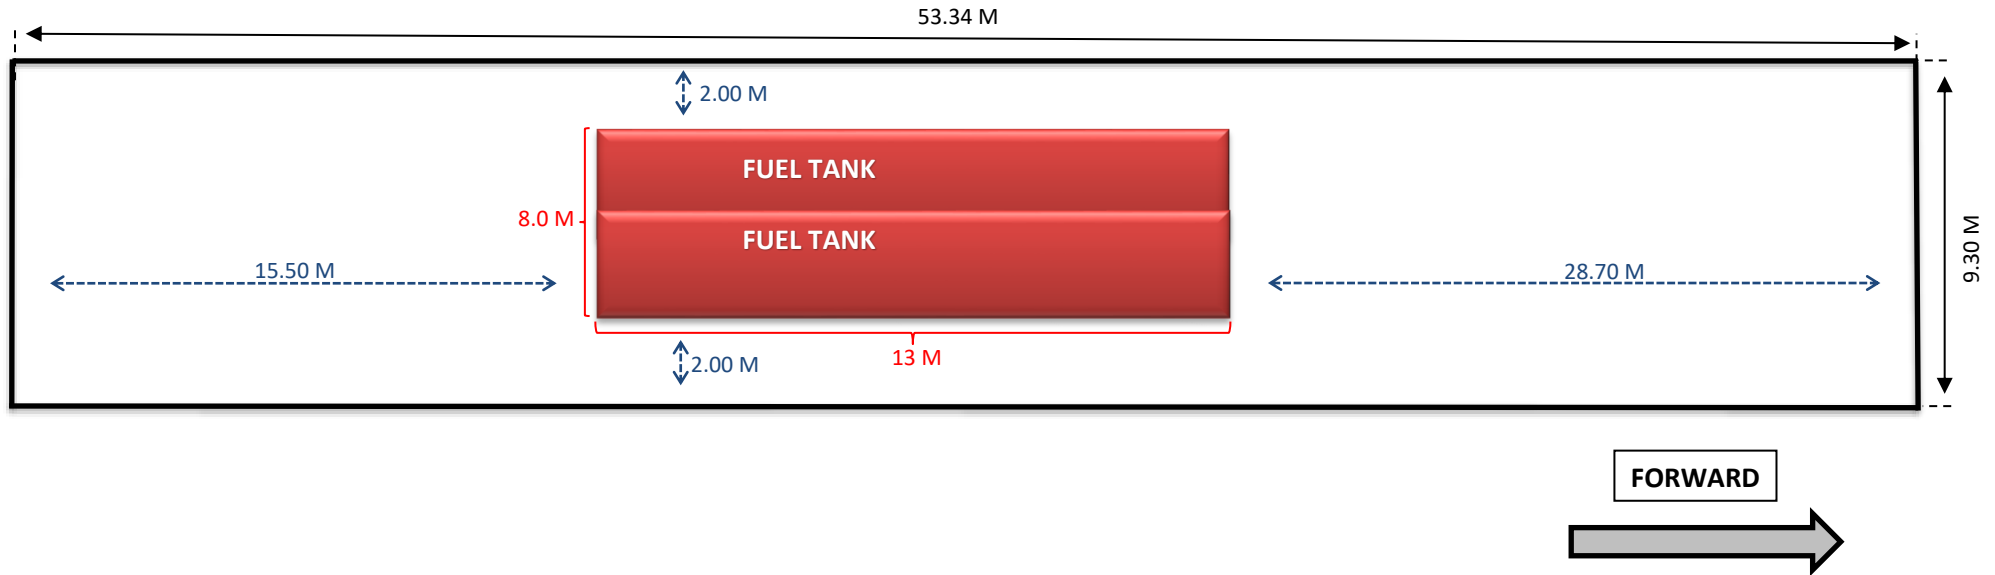 53.34 M
2.00 M
FUEL TANK
8.0 M
FUEL TANK
9.30 M
15.50 M
28.70 M
13 M
2.00 M
FORWARD